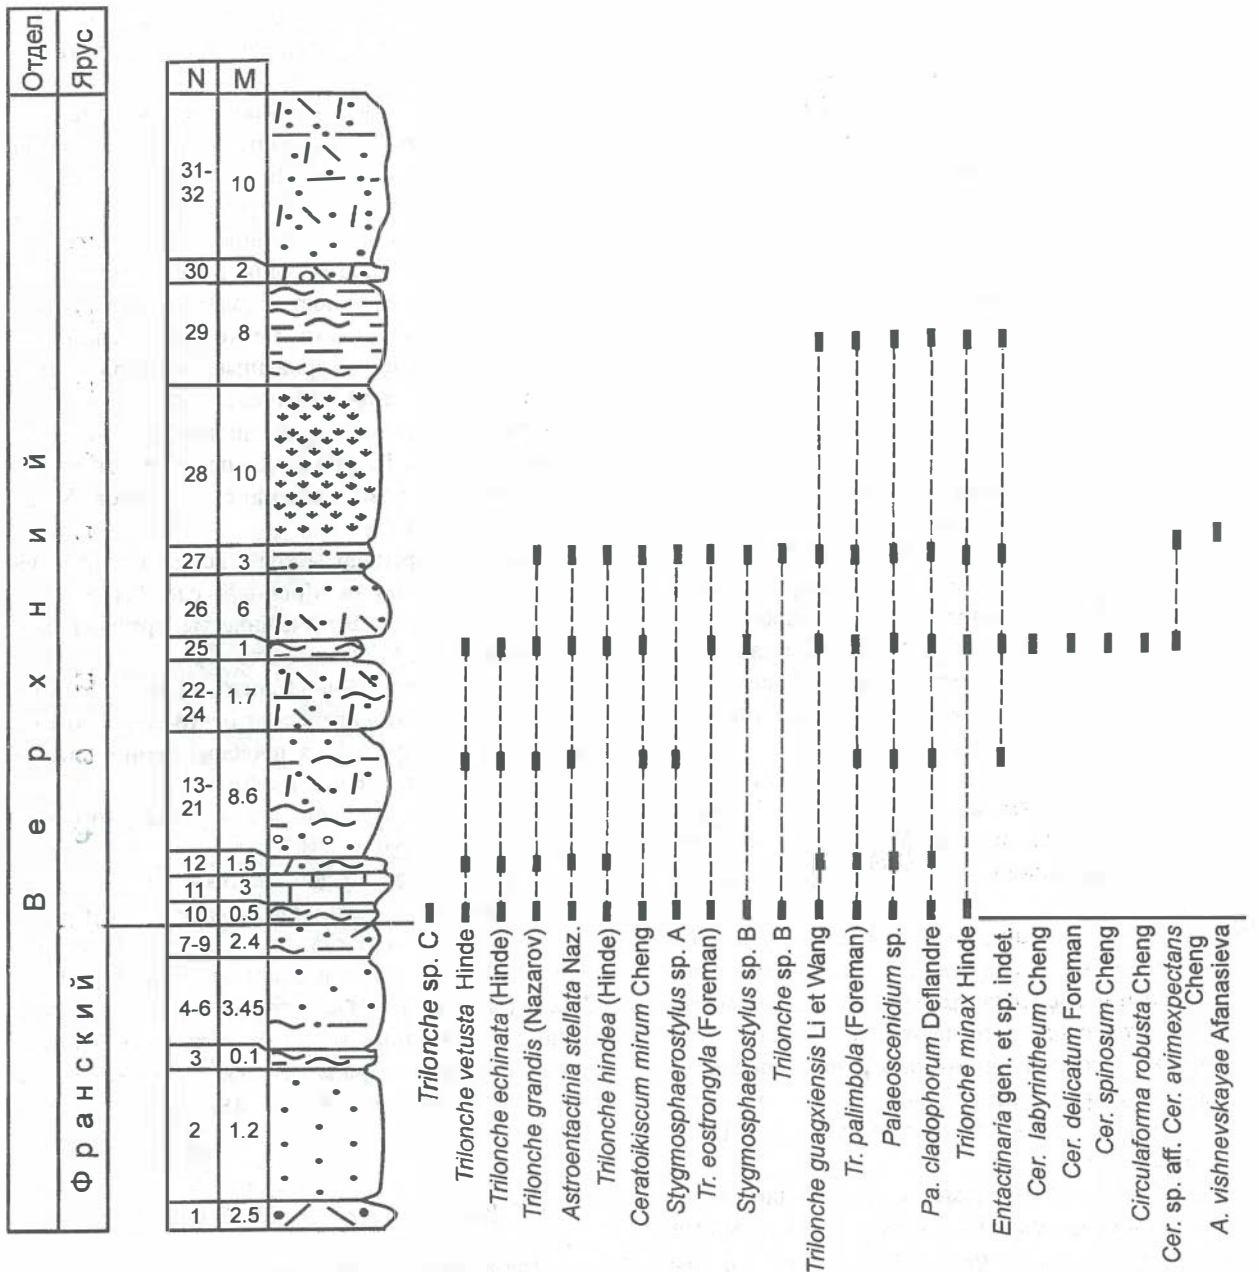 Отдел
Ярус
В е р х н и й
Ф р а н с к и й
N M
31-32 10
30 2
29 8
28 10
27 3
26 6
25 1
22-24 1.7
13-21 8.6
12 1.5
11 3
10 0.5
7-9 2.4
4-6 3.45
3 0.1
2 1.2
1 2.5
Trilonche sp. C
Trilonche vetusta Hinde
Trilonche echinata (Hinde)
Trilonche grandis (Nazarov)
Astroentactinia stellata Naz.
Trilonche hindea (Hinde)
Ceratoikiscum mirum Cheng
Stygmosphaerostylus sp. A
Tr. eostrongyla (Foreman)
Stygmosphaerostylus sp. B
Trilonche sp. B
Trilonche guagxiensis Li et Wang
Tr. palimbola (Foreman)
Palaeoscenidium sp.
Pa. cladophorum Deflandre
Trilonche minax Hinde
Entactinaria gen. et sp. indet.
Cer. labyrintheum Cheng
Cer. delicatum Foreman
Cer. spinosum Cheng
Circulaforma robusta Cheng
Cer. sp. aff. Cer. avimexpectans
Cheng
A. vishnevskayae Afanasieva